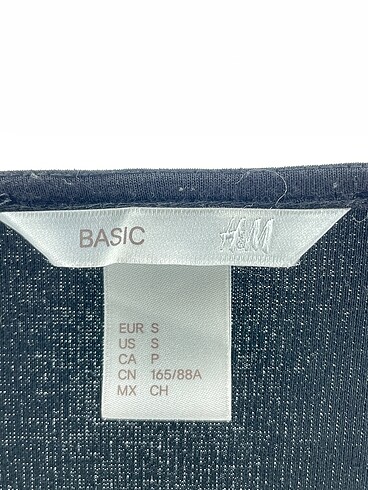 BASIC H&M
EUR S
US S
CA P
CN 165/88A
MX CH